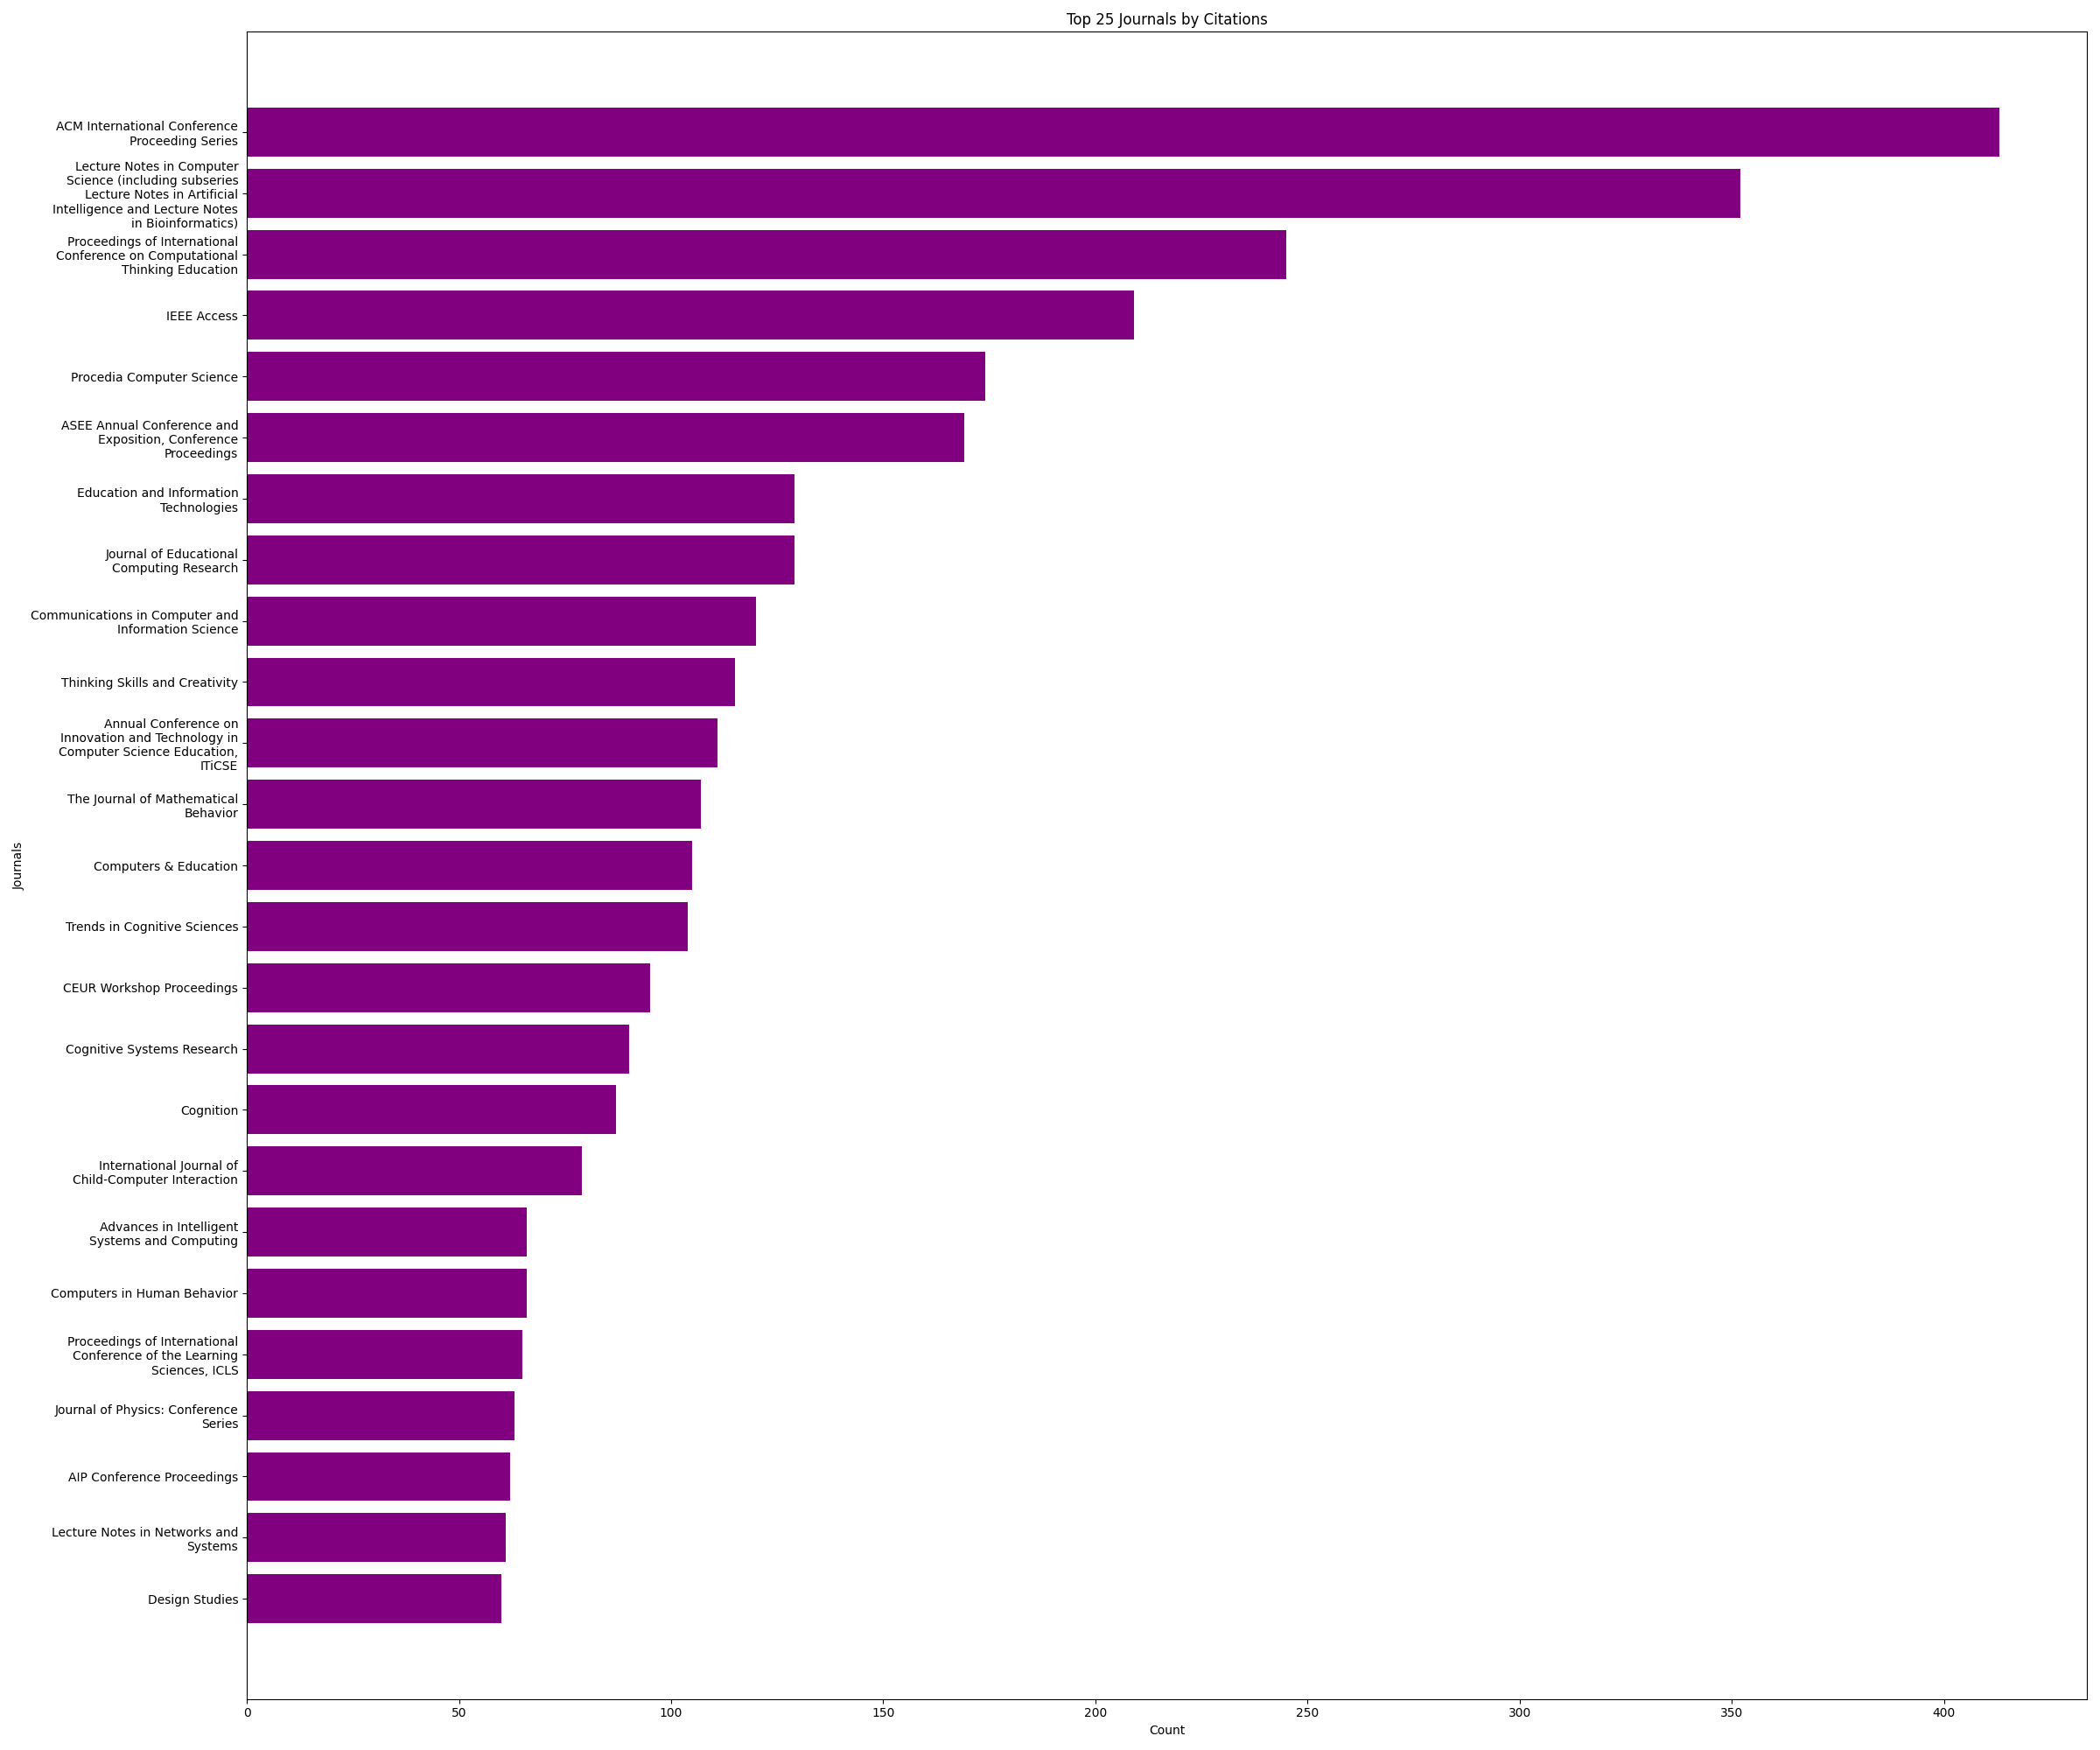 Top 25 Journals by Citations
ACM International Conference
Proceeding Series
Lecture Notes in Computer
Science (including subseries
Lecture Notes in Artificial
Intelligence and Lecture Notes
in Bioinformatics)
Proceedings of International
Conference on Computational
Thinking Education
IEEE Access
Procedia Computer Science
ASEE Annual Conference and
Exposition, Conference
Proceedings
Education and Information
Technologies
Journal of Educational
Computing Research
Communications in Computer and
Information Science
Thinking Skills and Creativity
Annual Conference on
Innovation and Technology in
Computer Science Education,
ITiCSE
The Journal of Mathematical
Behavior
Computers & Education
Trends in Cognitive Sciences
CEUR Workshop Proceedings
Cognitive Systems Research
Cognition
International Journal of
Child-Computer Interaction
Advances in Intelligent
Systems and Computing
Computers in Human Behavior
Proceedings of International
Conference of the Learning
Sciences, ICLS
Journal of Physics: Conference
Series
AIP Conference Proceedings
Lecture Notes in Networks and
Systems
Design Studies
Journals
0 50 100 150 200 250 300 350 400
Count